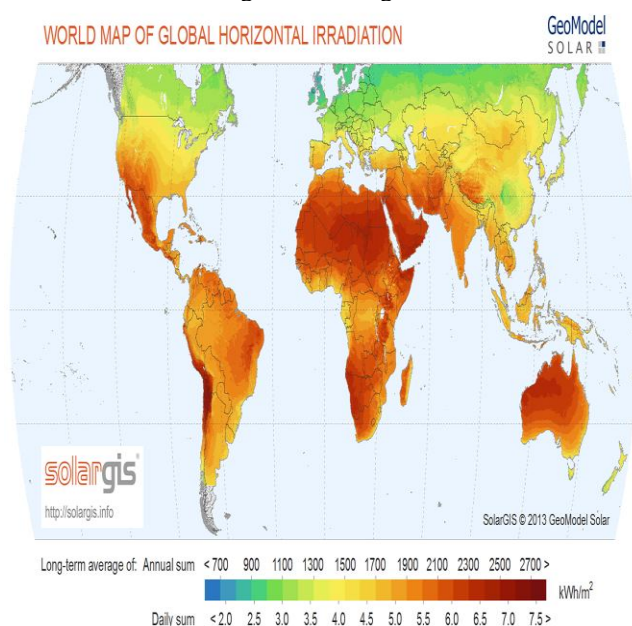 WORLD MAP OF GLOBAL HORIZONTAL IRRADIATION
GeoModel
SOLAR
solargis
http://solargis.info
SolarGIS © 2013 GeoModel Solar
Long-term average of: Annual sum < 700 900 1100 1300 1500 1700 1900 2100 2300 2500 2700 >
kWh/m²
Daily sum < 2.0 2.5 3.0 3.5 4.0 4.5 5.0 5.5 6.0 6.5 7.0 7.5 >